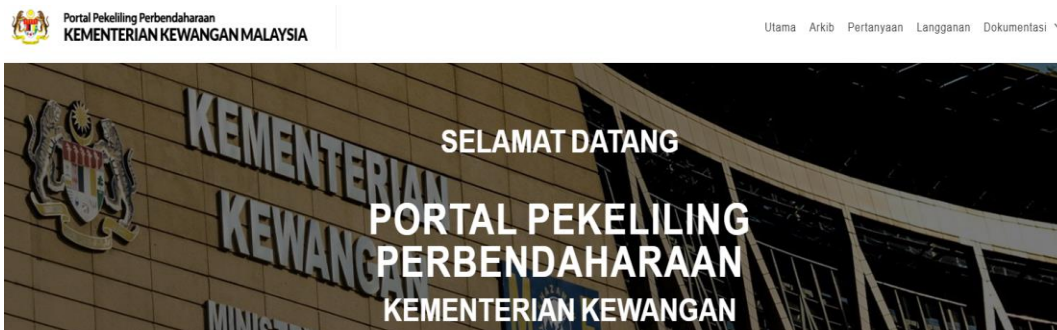 Portal Pekeliling Perbendaharaan
KEMENTERIAN KEWANGAN MALAYSIA
Utama Arkib Pertanyaan Langganan Dokumentasi
KEMENTERIAN
KEWANGAN
SELAMAT DATANG
PORTAL PEKELILING
PERBENDAHARAAN
KEMENTERIAN KEWANGAN